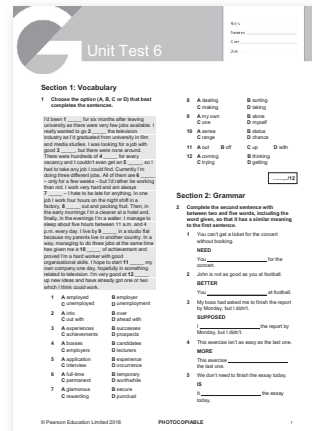 Unit Test 6
Section 1: Vocabulary
1 Choose the option (A, B, C or D) that best
completes the sentences.
I'd been 1 _____ for six months after leaving
university as there were very few jobs available. I
really wanted to go 2 _____ the television
industry as I'd graduated from university in film
and media studies. I was looking for a job with
good 3 _____, but there were none around.
There were hundreds of 4 _____ for every
vacancy and I couldn't even get an 5 _____, so I
had to take any job I could find. Currently I'm
doing three different jobs. All of them are 6 _____
– only for a few weeks – but I'd rather be working
than not. I work very hard and am always
7 _____ – I hate to be late for anything. In one
job I work four hours on the night shift in a
factory, 8 _____ out and packing fruit. Then, in
the early mornings I'm a cleaner at a hotel and,
finally, in the evenings I'm a waiter. I manage to
sleep about five hours between 11 a.m. and 4
p.m. every day. I live by 9 _____ in a studio flat
because my parents live in another country. In a
way, managing to do three jobs at the same time
has given me a 10 _____ of achievement and
proved I'm a hard worker with good
organisational skills. I hope to start 11 _____ my
own company one day, hopefully in something
related to television. I'm very good at 12 _____
up new ideas and have already got one or two
which I think could work.
1 A employed B employer
C unemployed D unemployment
2 A into B over
C out with D ahead with
3 A experiences B successes
C achievements D prospects
4 A bosses B candidates
C employers D lecturers
5 A application B experience
C interview D occurrence
6 A full-time B temporary
C permanent D worthwhile
7 A glamorous B secure
C rewarding D punctual
8 A dealing B sorting
C making D taking
9 A my own B alone
C one D myself
10 A sense B status
C range D chance
11 A out B off C up D with
12 A coming B thinking
C trying D getting
/12
Section 2: Grammar
2 Complete the second sentence with
between two and five words, including the
word given, so that it has a similar meaning
to the first sentence.
1 You can't get a ticket for the concert
without booking.
NEED
You _____ for the
concert.
2 John is not as good as you at football.
BETTER
You _____ at football.
3 My boss had asked me to finish the report
by Monday, but I didn't.
SUPPOSED
I _____ the report by
Monday, but I didn't.
4 This exercise isn't as easy as the last one.
MORE
This exercise _____
the last one.
5 We don't need to finish the essay today.
IS
It _____ the essay
today.
© Pearson Education Limited 2018 PHOTOCOPIABLE 1